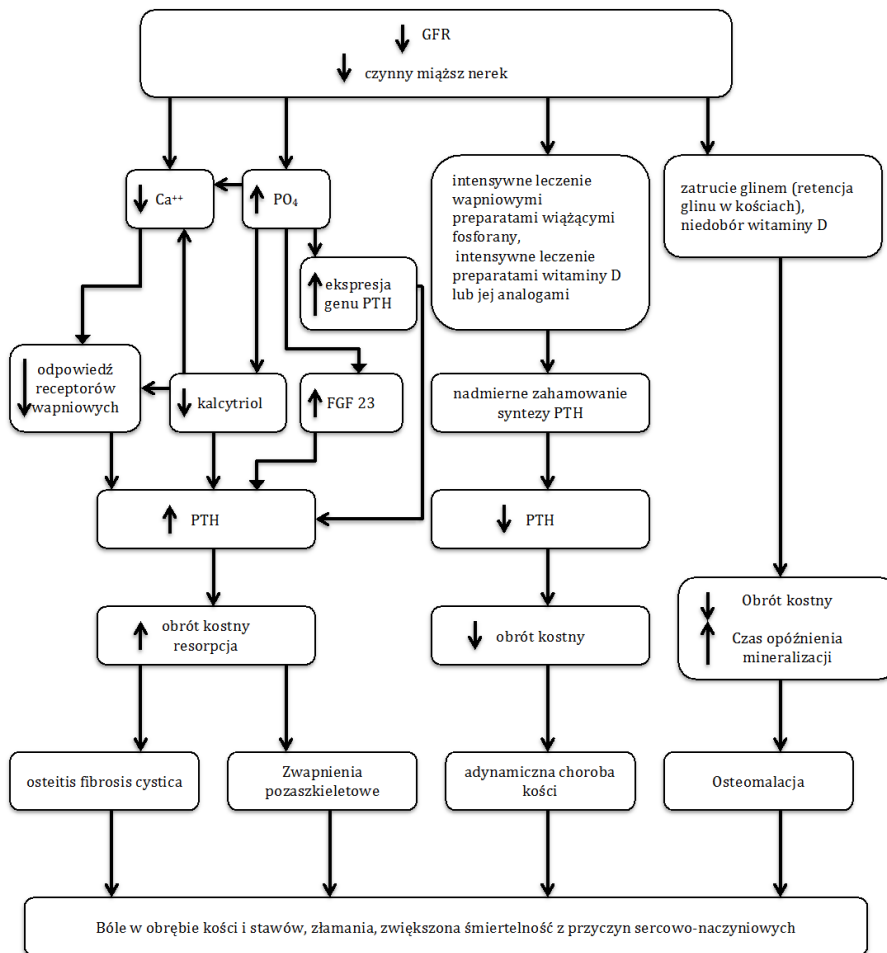 GFR
czynny miąższ nerek
Ca⁺⁺
PO₄
intensywne leczenie
wapniowymi
preparatami wiążącymi
fosforany,
intensywne leczenie
preparatami witaminy D
lub jej analogami
zatrucie glinem (retencja
glinu w kościach),
niedobór witaminy D
ekspresja
genu PTH
odpowiedź
receptorów
wapniowych
kalcytriol
FGF 23
nadmierne zahamowanie
syntezy PTH
PTH
PTH
obrót kostny
resorpcja
obrót kostny
Obrót kostny
Czas opóźnienia
mineralizacji
osteitis fibrosis cystica
Zwapnienia
pozaszkieletowe
adynamiczna choroba
kości
Osteomalacja
Bóle w obrębie kości i stawów, złamania, zwiększona śmiertelność z przyczyn sercowo-naczyniowych